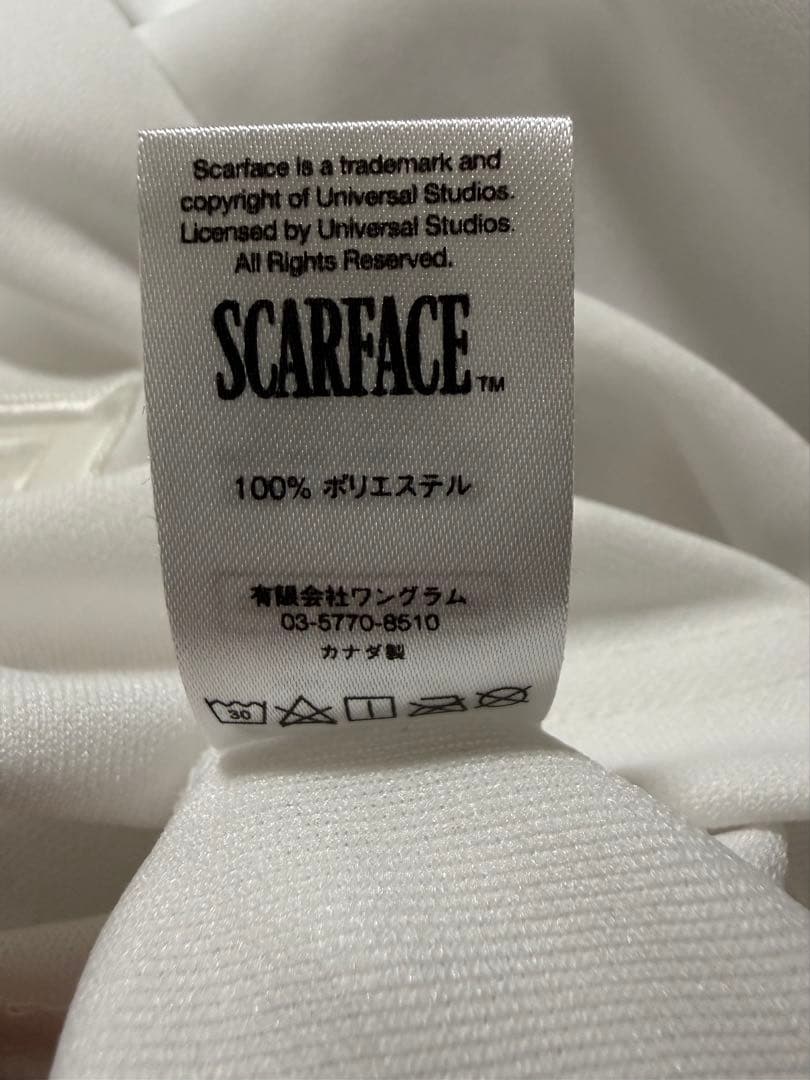 Scarface is a trademark and
copyright of Universal Studios.
Licensed by Universal Studios.
All Rights Reserved.
SCARFACE™
100% ポリエステル
有限会社ワングラム
03-5770-8510
カナダ製
30